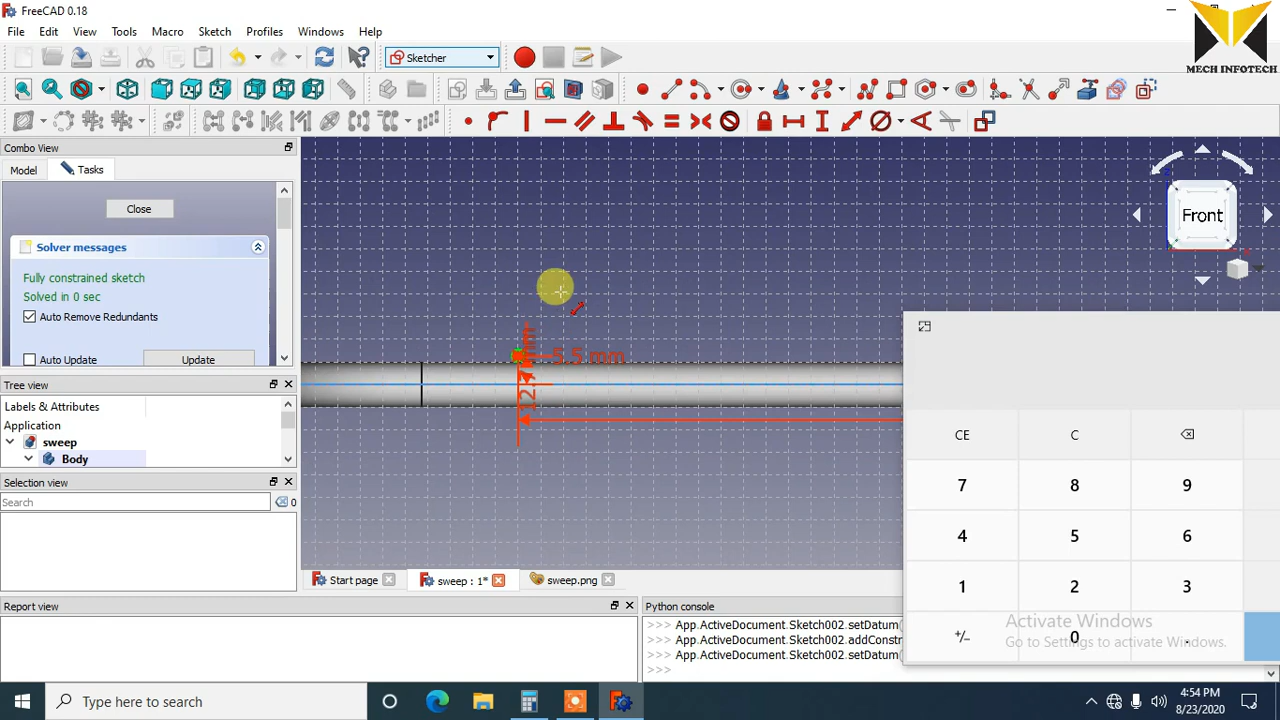 FreeCAD 0.18
File Edit View Tools Macro Sketch Profiles Windows Help
Sketcher
MECH INFOTECH
Combo View
Model Tasks
Close
Solver messages
Fully constrained sketch
Solved in 0 sec
Auto Remove Redundants
Auto Update Update
Tree view
Labels & Attributes
Application
sweep
Body
Selection view
Search
0
5.5 mm
Front
CE C
7 8 9
4 5 6
1 2 3
+/- 0 .
Activate Windows
Go to Settings to activate Windows.
Start page sweep : 1* sweep.png
Report view
Python console
>>> App.ActiveDocument.Sketch002.setDatum(
>>> App.ActiveDocument.Sketch002.addConstr
>>> App.ActiveDocument.Sketch002.setDatum(
>>>
Type here to search
4:54 PM
8/23/2020